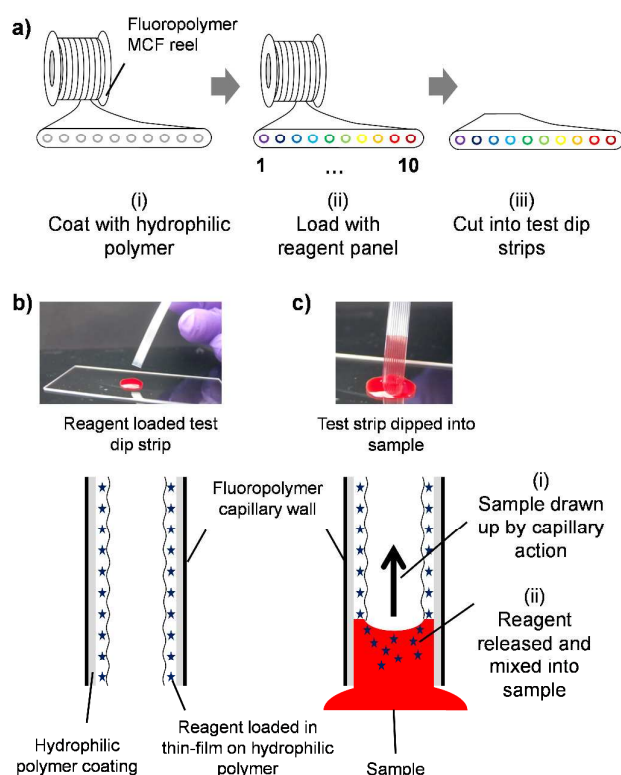 a)
Fluoropolymer
MCF reel
1
...
10
(i)
Coat with hydrophilic
polymer
(ii)
Load with
reagent panel
(iii)
Cut into test dip
strips
b)
Reagent loaded test
dip strip
c)
Test strip dipped into
sample
Fluoropolymer
capillary wall
(i)
Sample drawn
up by capillary
action
(ii)
Reagent
released and
mixed into
sample
Hydrophilic
polymer coating
Reagent loaded in
thin-film on hydrophilic
polymer
Sample